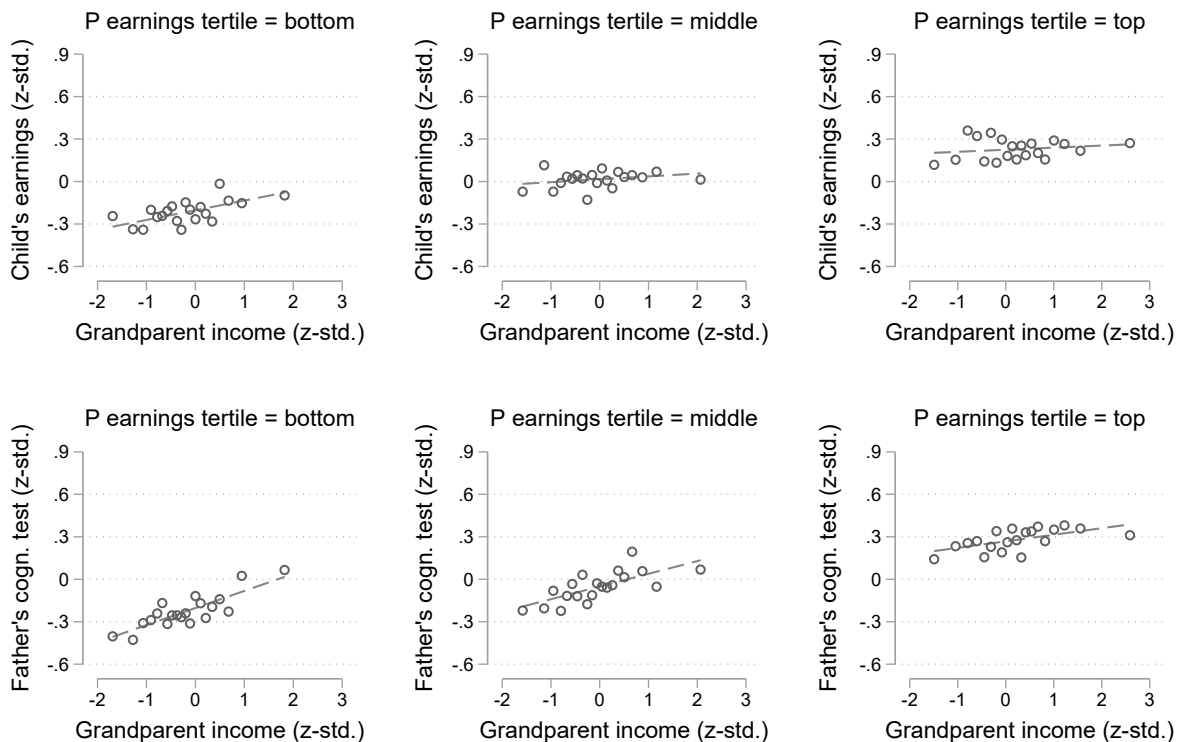 P earnings tertile = bottom
P earnings tertile = middle
P earnings tertile = top
Child's earnings (z-std.)
.9
.6
.3
0
-.3
-.6
-2 -1 0 1 2 3
Grandparent income (z-std.)
Child's earnings (z-std.)
.9
.6
.3
0
-.3
-.6
-2 -1 0 1 2 3
Grandparent income (z-std.)
Child's earnings (z-std.)
.9
.6
.3
0
-.3
-.6
-2 -1 0 1 2 3
Grandparent income (z-std.)
P earnings tertile = bottom
P earnings tertile = middle
P earnings tertile = top
Father's cogn. test (z-std.)
.9
.6
.3
0
-.3
-.6
-2 -1 0 1 2 3
Grandparent income (z-std.)
Father's cogn. test (z-std.)
.9
.6
.3
0
-.3
-.6
-2 -1 0 1 2 3
Grandparent income (z-std.)
Father's cogn. test (z-std.)
.9
.6
.3
0
-.3
-.6
-2 -1 0 1 2 3
Grandparent income (z-std.)